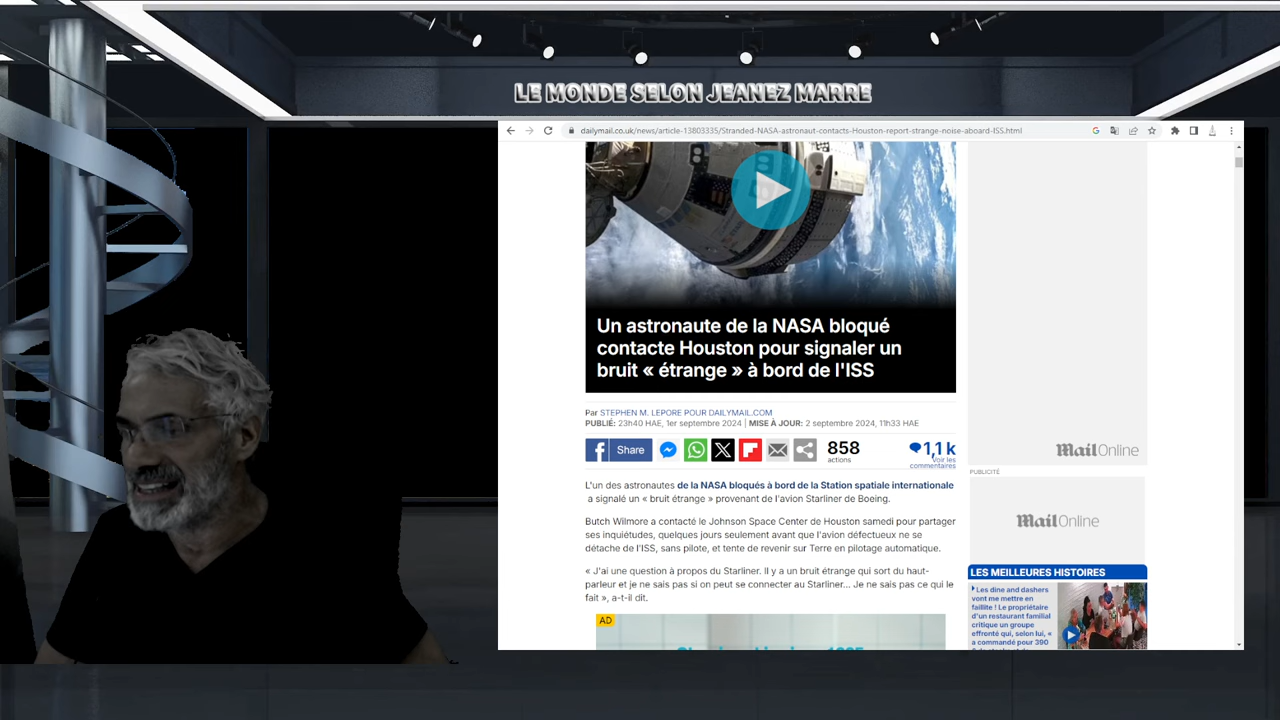 LE MONDE SELON JEANEZ MARRE
dailymail.co.uk/news/article-13803335/Stranded-NASA-astronaut-contacts-Houston-report-strange-noise-aboard-ISS.html
Un astronaute de la NASA bloqué
contacte Houston pour signaler un
bruit « étrange » à bord de l'ISS
Par STEPHEN M. LEPORE POUR DAILYMAIL.COM
PUBLIÉ: 23h40 HAE, 1er septembre 2024 | MISE À JOUR: 2 septembre 2024, 11h33 HAE
Share
858
actions
1,1 k
Voir les
commentaires
L'un des astronautes de la NASA bloqués à bord de la Station spatiale internationale
a signalé un « bruit étrange » provenant de l'avion Starliner de Boeing.
Butch Wilmore a contacté le Johnson Space Center de Houston samedi pour partager
ses inquiétudes, quelques jours seulement avant que l'avion défectueux ne se
détache de l'ISS, sans pilote, et tente de revenir sur Terre en pilotage automatique.
« J'ai une question à propos du Starliner. Il y a un bruit étrange qui sort du haut-
parleur et je ne sais pas si on peut se connecter au Starliner... Je ne sais pas ce qui le
fait », a-t-il dit.
AD
MailOnline
PUBLICITÉ
MailOnline
LES MEILLEURES HISTOIRES
Les dine and dashers
vont me mettre en
faillite ! Le propriétaire
d'un restaurant familial
critique un groupe
effronté qui, selon lui, «
a commandé pour 390